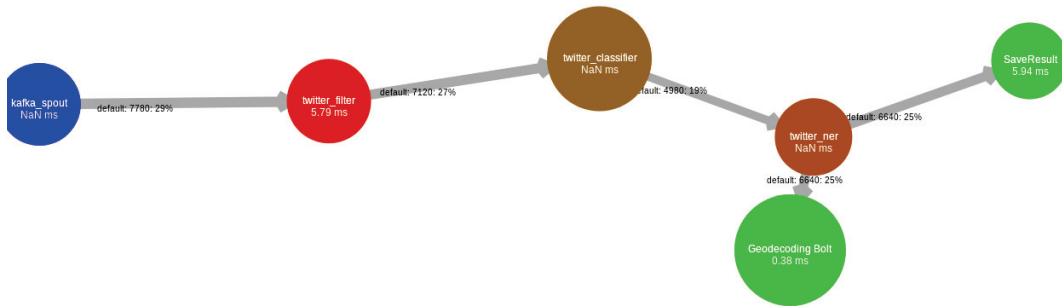 kafka_spout
NaN ms
default: 7780: 29%
twitter_filter
5.79 ms
default: 7120: 27%
twitter_classifier
NaN ms
default: 4980: 19%
twitter_ner
NaN ms
default: 6640: 25%
SaveResult
5.94 ms
default: 6640: 25%
Geodecoding Bolt
0.38 ms